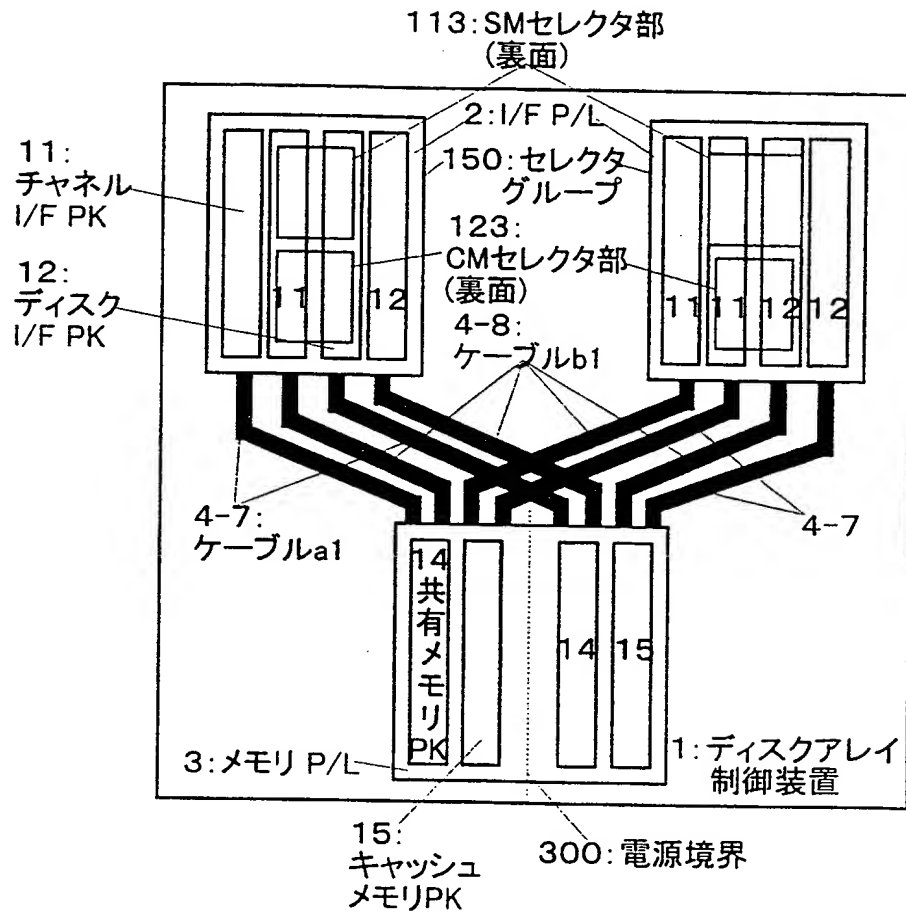 113:SMセレクタ部
(裏面)
2:I/F P/L
150:セレクタ
グループ
11:
チャネル
I/F PK
123:
CMセレクタ部
(裏面)
12:
ディスク
I/F PK
11
12
11
11
12
12
4-8:
ケーブルb1
4-7:
ケーブルa1
4-7
14
共有メモリ
PK
14
15
3:メモリ P/L
1:ディスクアレイ
制御装置
15:
キャッシュ
メモリPK
300:電源境界